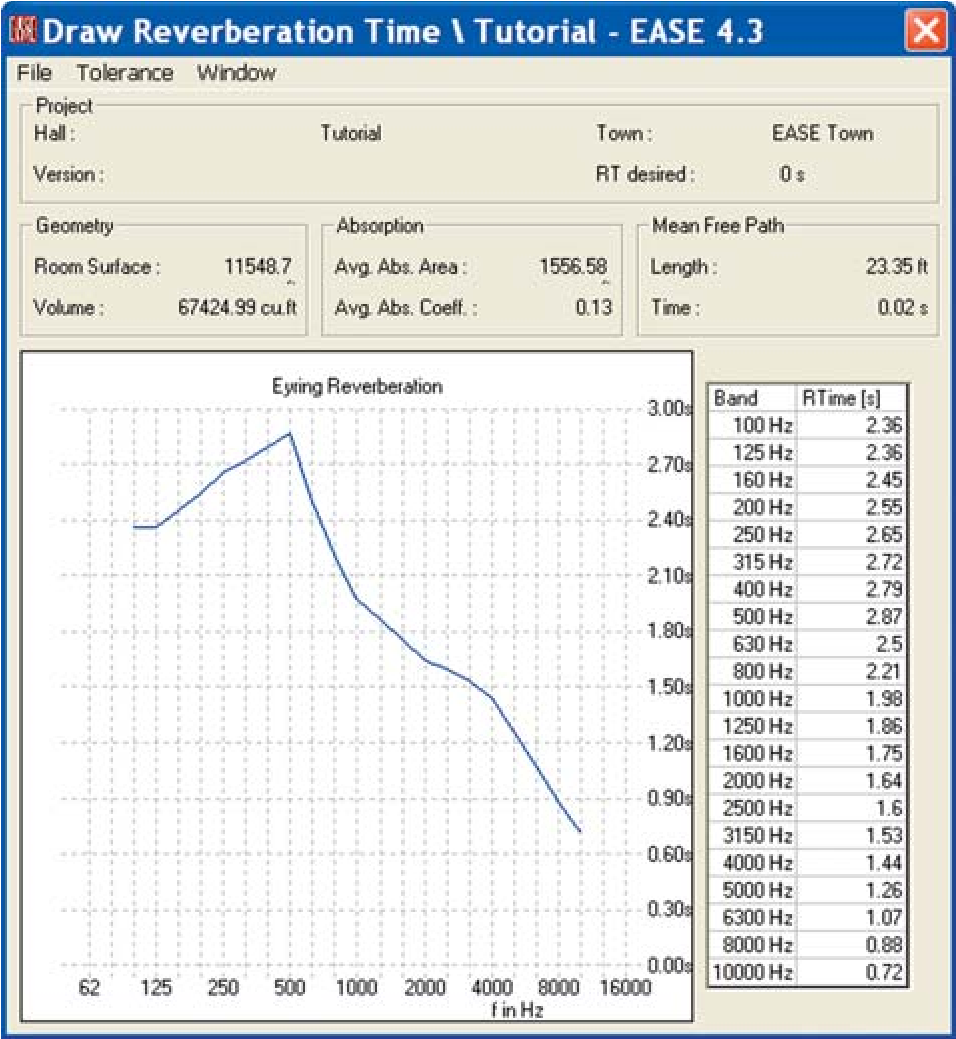 Draw Reverberation Time \ Tutorial - EASE 4.3
File Tolerance Window
Project
Hall : Tutorial Town : EASE Town
Version : RT desired : 0 s
Geometry Absorption Mean Free Path
Room Surface : 11548.7 Avg. Abs. Area : 1556.58 Length : 23.35 ft
Volume : 67424.99 cu.ft Avg. Abs. Coeff. : 0.13 Time : 0.02 s
Eyring Reverberation
3.00s
2.70s
2.40s
2.10s
1.80s
1.50s
1.20s
0.90s
0.60s
0.30s
0.00s
62 125 250 500 1000 2000 4000 8000 16000
f in Hz
Band RTime [s]
100 Hz 2.36
125 Hz 2.36
160 Hz 2.45
200 Hz 2.55
250 Hz 2.65
315 Hz 2.72
400 Hz 2.79
500 Hz 2.87
630 Hz 2.5
800 Hz 2.21
1000 Hz 1.98
1250 Hz 1.86
1600 Hz 1.75
2000 Hz 1.64
2500 Hz 1.6
3150 Hz 1.53
4000 Hz 1.44
5000 Hz 1.26
6300 Hz 1.07
8000 Hz 0.88
10000 Hz 0.72